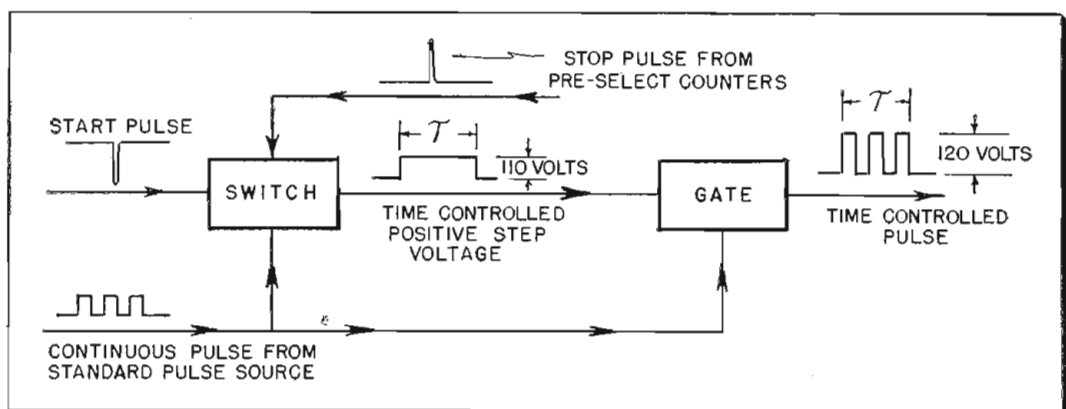 STOP PULSE FROM
PRE-SELECT COUNTERS
START PULSE
τ
110 VOLTS
τ
120 VOLTS
SWITCH
GATE
TIME CONTROLLED
POSITIVE STEP
VOLTAGE
TIME CONTROLLED
PULSE
CONTINUOUS PULSE FROM
STANDARD PULSE SOURCE